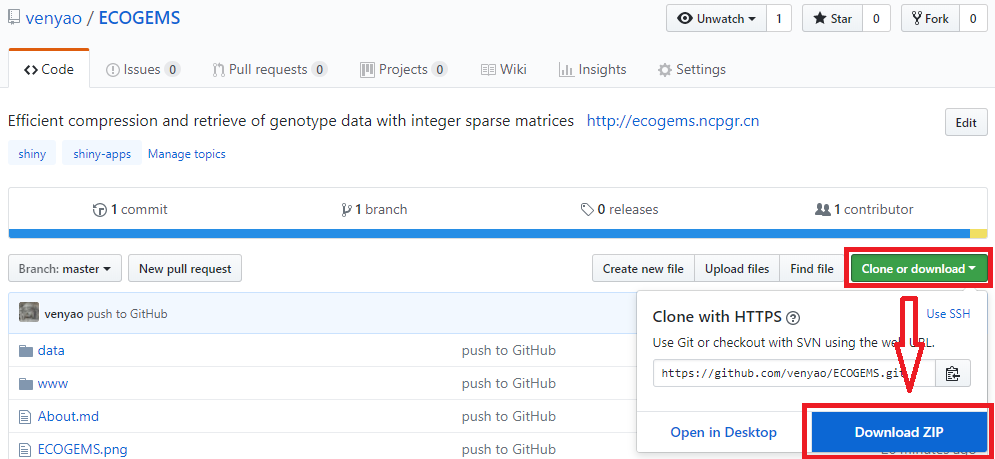 venyao / ECOGEMS
Unwatch 1 Star 0 Fork 0
Code Issues 0 Pull requests 0 Projects 0 Wiki Insights Settings
Efficient compression and retrieve of genotype data with integer sparse matrices http://ecogems.ncpgr.cn
Edit
shiny shiny-apps Manage topics
1 commit 1 branch 0 releases 1 contributor
Branch: master New pull request Create new file Upload files Find file Clone or download
venyao push to GitHub
Clone with HTTPS Use SSH
Use Git or checkout with SVN using the web URL.
https://github.com/venyao/ECOGEMS.git
Open in Desktop Download ZIP
data push to GitHub
www push to GitHub
About.md push to GitHub
ECOGEMS.png push to GitHub